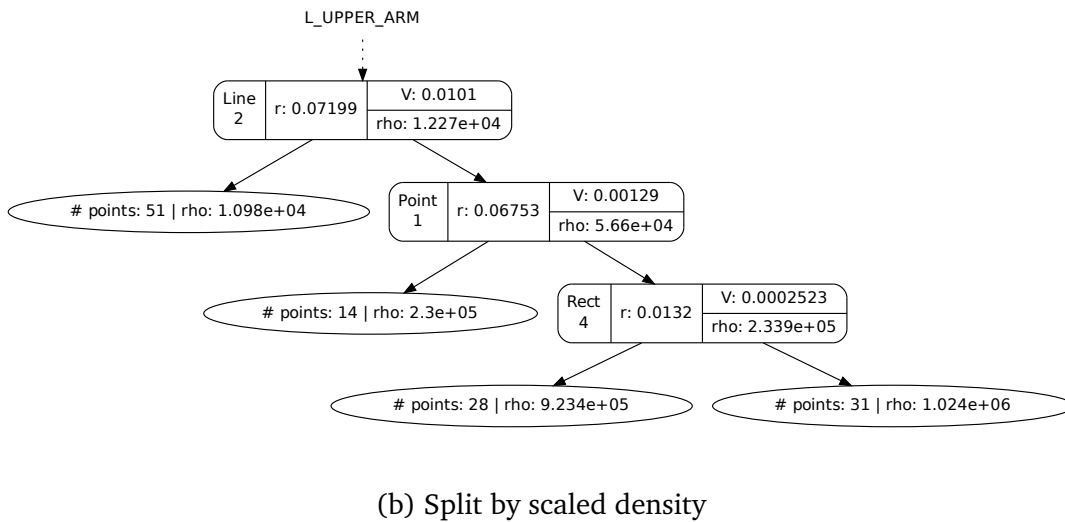 L_UPPER_ARM
Line
2
r: 0.07199
V: 0.0101
rho: 1.227e+04
# points: 51 | rho: 1.098e+04
Point
1
r: 0.06753
V: 0.00129
rho: 5.66e+04
# points: 14 | rho: 2.3e+05
Rect
4
r: 0.0132
V: 0.0002523
rho: 2.339e+05
# points: 28 | rho: 9.234e+05
# points: 31 | rho: 1.024e+06
(b) Split by scaled density